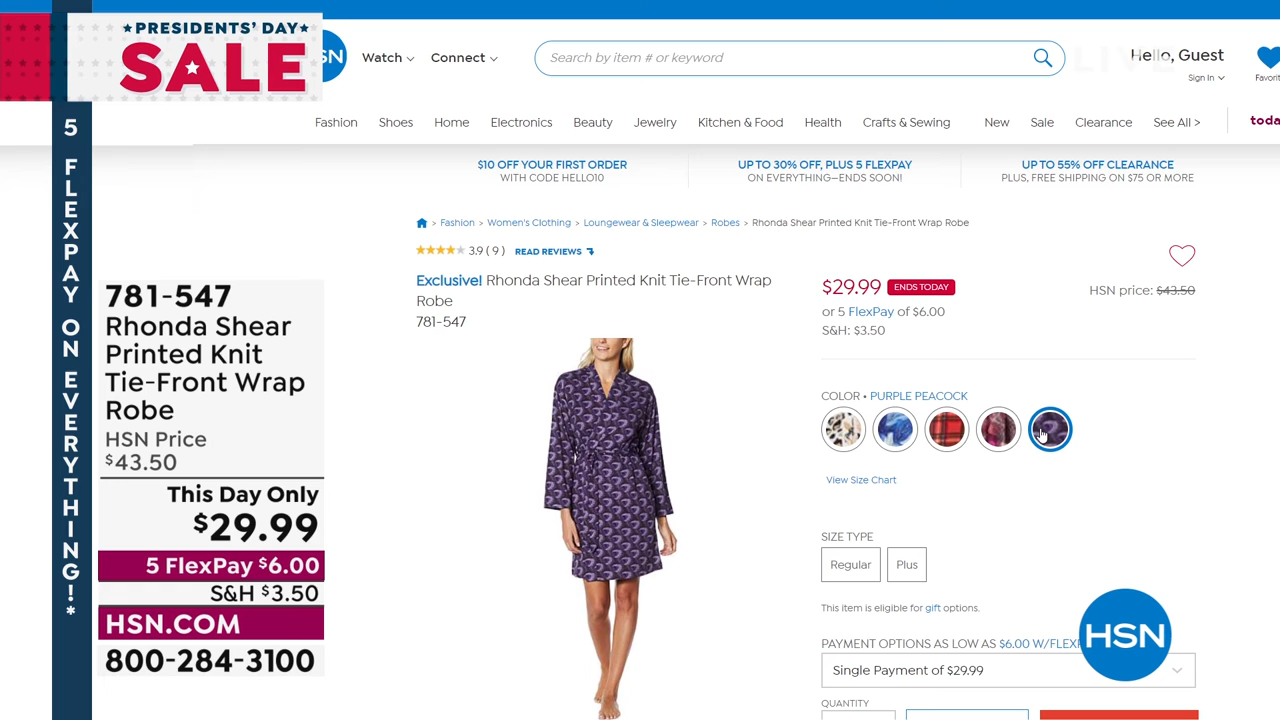 PRESIDENTS' DAY
SALE
5 FLEXPAY ON EVERYTHING!*
Watch
Connect
Search by item # or keyword
LIVE
Hello, Guest
Sign In
Fashion Shoes Home Electronics Beauty Jewelry Kitchen & Food Health Crafts & Sewing New Sale Clearance See All >
$10 OFF YOUR FIRST ORDER
WITH CODE HELLO10
UP TO 30% OFF, PLUS 5 FLEXPAY
ON EVERYTHING—ENDS SOON!
UP TO 55% OFF CLEARANCE
PLUS, FREE SHIPPING ON $75 OR MORE
> Fashion > Women's Clothing > Loungewear & Sleepwear > Robes > Rhonda Shear Printed Knit Tie-Front Wrap Robe
3.9 ( 9 ) READ REVIEWS
Exclusive! Rhonda Shear Printed Knit Tie-Front Wrap
Robe
781-547
$29.99 ENDS TODAY
HSN price: $43.50
or 5 FlexPay of $6.00
S&H: $3.50
COLOR • PURPLE PEACOCK
View Size Chart
SIZE TYPE
Regular
Plus
This item is eligible for gift options.
PAYMENT OPTIONS AS LOW AS $6.00 W/FLEX
Single Payment of $29.99
QUANTITY
HSN
781-547
Rhonda Shear
Printed Knit
Tie-Front Wrap
Robe
HSN Price
$43.50
This Day Only
$29.99
5 FlexPay $6.00
S&H $3.50
HSN.COM
800-284-3100